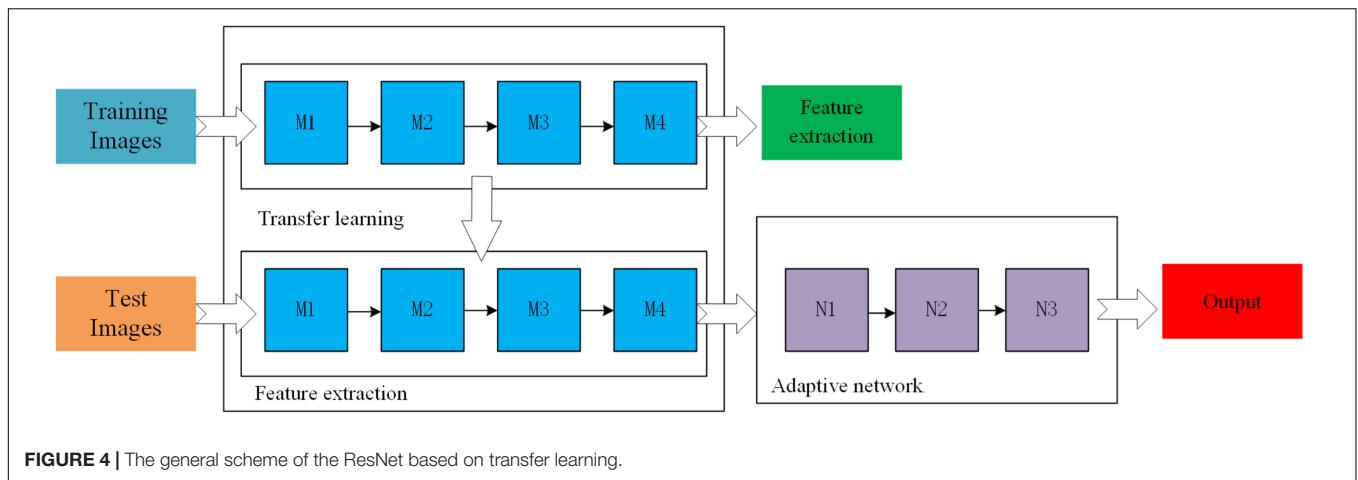 Training
Images
M1
M2
M3
M4
Feature
extraction
Transfer learning
Test
Images
M1
M2
M3
M4
N1
N2
N3
Output
Feature extraction
Adaptive network
FIGURE 4 | The general scheme of the ResNet based on transfer learning.